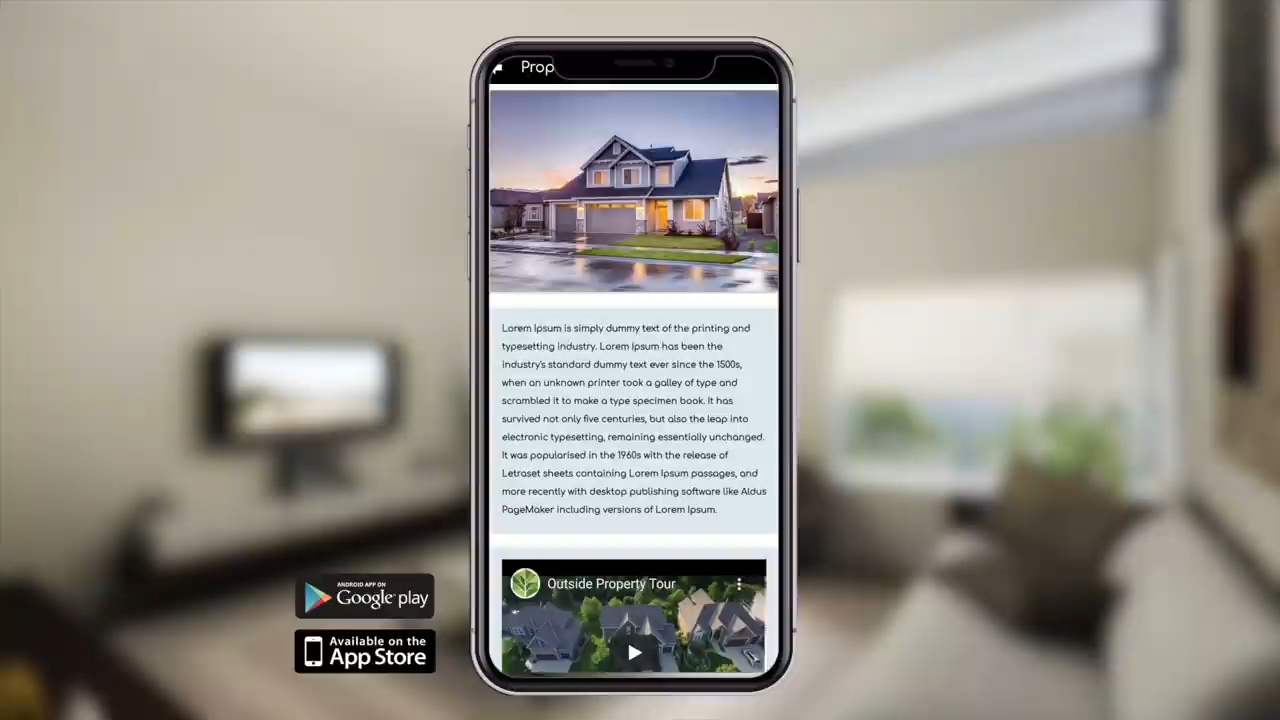 Prop
Lorem Ipsum is simply dummy text of the printing and
typesetting industry. Lorem Ipsum has been the
industry's standard dummy text ever since the 1500s,
when an unknown printer took a galley of type and
scrambled it to make a type specimen book. It has
survived not only five centuries, but also the leap into
electronic typesetting, remaining essentially unchanged.
It was popularised in the 1960s with the release of
Letraset sheets containing Lorem Ipsum passages, and
more recently with desktop publishing software like Aldus
PageMaker including versions of Lorem Ipsum.
Outside Property Tour
ANDROID APP ON
Google play
Available on the
App Store